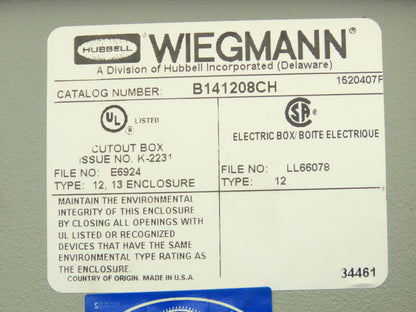 HUBBELL® WIEGMANN®
A Division of Hubbell Incorporated (Delaware)
1520407F
CATALOG NUMBER: B141208CH
UL® LISTED
SA®
CUTOUT BOX
ISSUE NO. K-2231
ELECTRIC BOX/BOITE ELECTRIQUE
FILE NO: E6924 FILE NO: LL66078
TYPE: 12, 13 ENCLOSURE TYPE: 12
MAINTAIN THE ENVIRONMENTAL
INTEGRITY OF THIS ENCLOSURE
BY CLOSING ALL OPENINGS WITH
UL LISTED OR RECOGNIZED
DEVICES THAT HAVE THE SAME
ENVIRONMENTAL TYPE RATING AS
THE ENCLOSURE.
COUNTRY OF ORIGIN. MADE IN U.S.A
34461